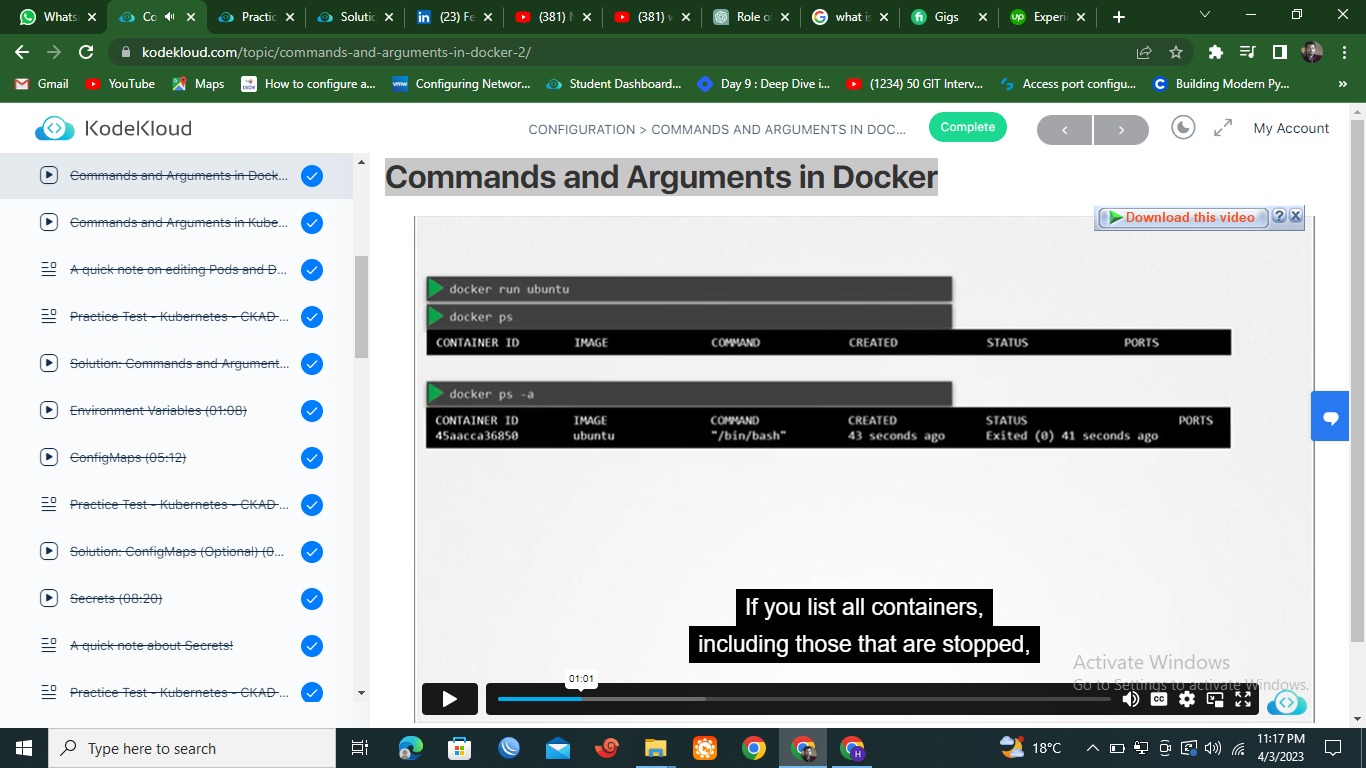 Whats
Cc
Practic
Solutic
(23) Fe
(381)
(381)
Role o
what is
Gigs
Experi
kodekloud.com/topic/commands-and-arguments-in-docker-2/
Gmail
YouTube
Maps
How to configure a...
Configuring Networ...
Student Dashboard...
Day 9 : Deep Dive i...
(1234) 50 GIT Interv...
Access port configu...
Building Modern Py...
»
KodeKloud
CONFIGURATION > COMMANDS AND ARGUMENTS IN DOC...
Complete
My Account
Commands and Arguments in Dock...
Commands and Arguments in Kube...
A quick note on editing Pods and D...
Practice Test - Kubernetes - CKAD ...
Solution: Commands and Argument...
Environment Variables (01:08)
ConfigMaps (05:12)
Practice Test - Kubernetes - CKAD ...
Solution: ConfigMaps (Optional) (0...
Secrets (08:20)
A quick note about Secrets!
Practice Test - Kubernetes - CKAD ...
Commands and Arguments in Docker
Download this video
docker run ubuntu
docker ps
CONTAINER ID IMAGE COMMAND CREATED STATUS PORTS
docker ps -a
CONTAINER ID IMAGE COMMAND CREATED STATUS PORTS
45aacca36850 ubuntu "/bin/bash" 43 seconds ago Exited (0) 41 seconds ago
If you list all containers,
including those that are stopped,
Activate Windows
Go to Settings to activate Windows.
01:01
CC
Type here to search
18°C
11:17 PM
4/3/2023